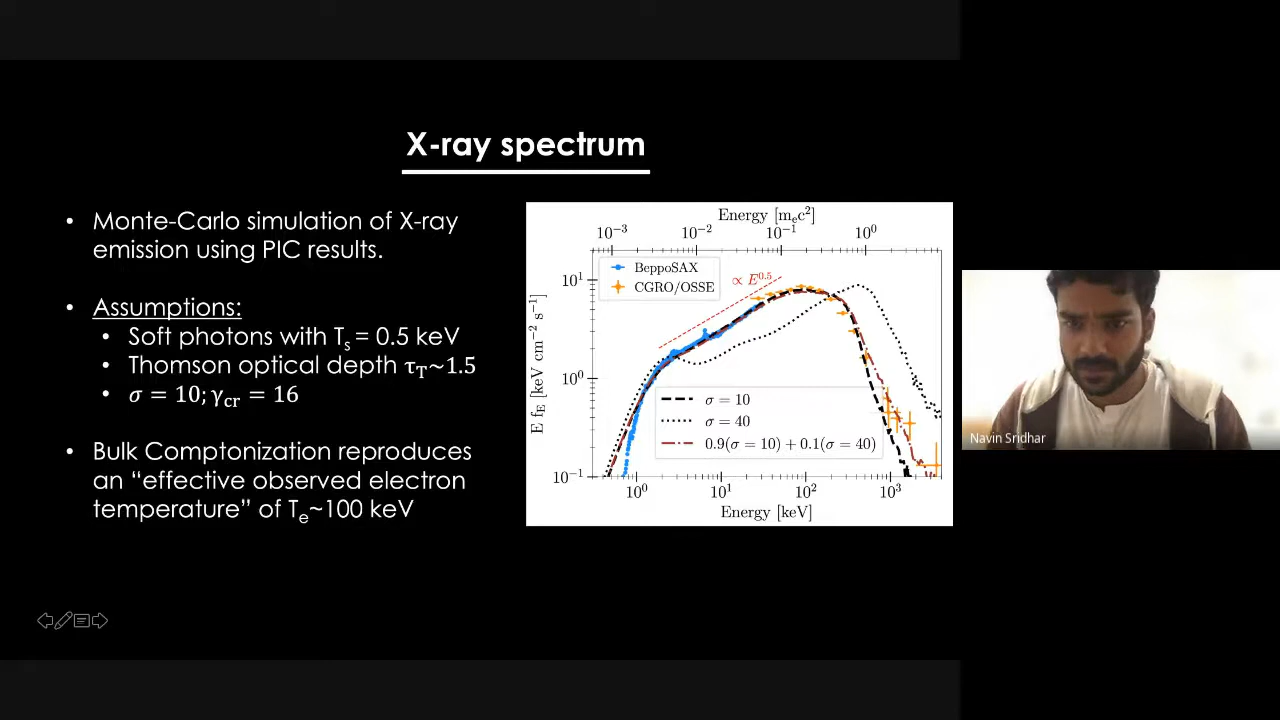 X-ray spectrum
• Monte-Carlo simulation of X-ray
emission using PIC results.
• Assumptions:
• Soft photons with Tₛ = 0.5 keV
• Thomson optical depth τ_T~1.5
• σ = 10; γ_cr = 16
• Bulk Comptonization reproduces
an “effective observed electron
temperature” of Tₑ~100 keV
Energy [mₑc²]
10⁻³ 10⁻² 10⁻¹ 10⁰
BeppoSAX
CGRO/OSSE
∝ E⁰·⁵
10¹
10⁰
10⁻¹
E f_E [keV cm⁻² s⁻¹]
σ = 10
σ = 40
0.9(σ = 10) + 0.1(σ = 40)
10⁰ 10¹ 10² 10³
Energy [keV]
Navin Sridhar